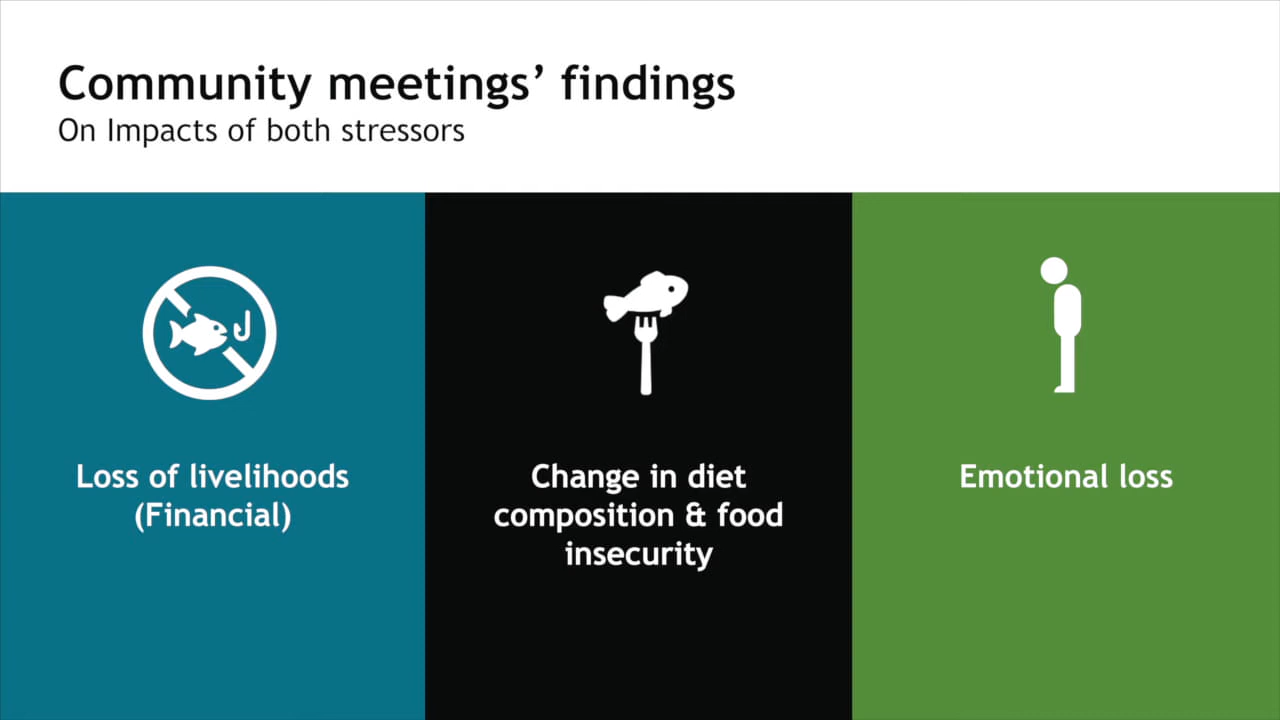 Community meetings’ findings
On Impacts of both stressors
Loss of livelihoods
(Financial)
Change in diet
composition & food
insecurity
Emotional loss